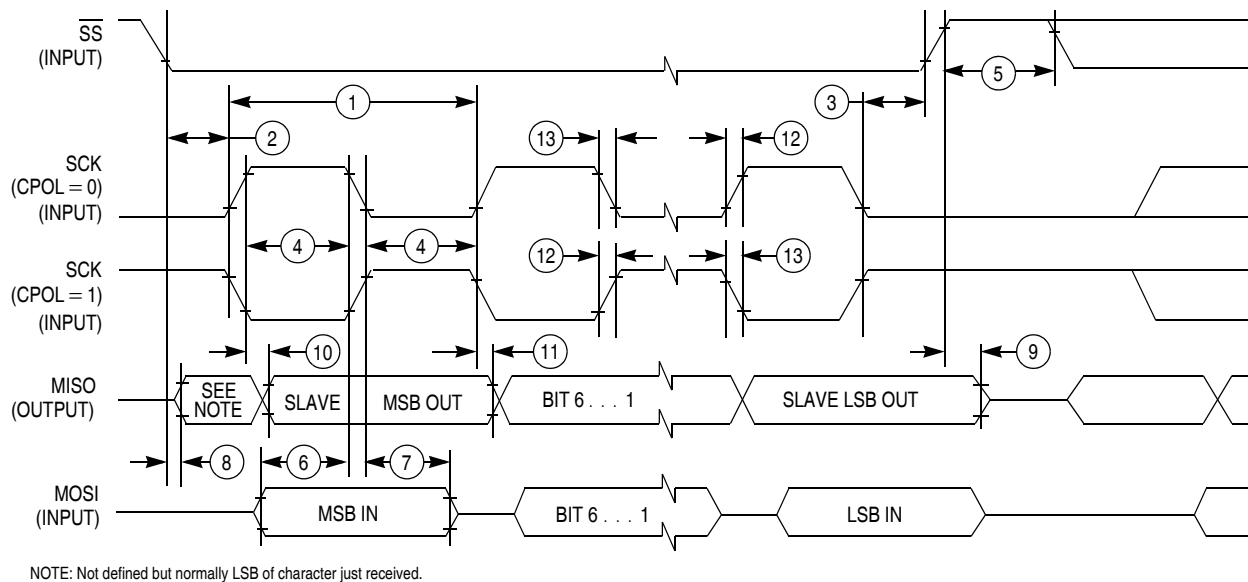 SS
(INPUT)
1
2
3
5
13
12
SCK
(CPOL = 0)
(INPUT)
4
4
12
13
SCK
(CPOL = 1)
(INPUT)
10
11
9
MISO
(OUTPUT)
SEE
NOTE
SLAVE
MSB OUT
BIT 6 . . . 1
SLAVE LSB OUT
8
6
7
MOSI
(INPUT)
MSB IN
BIT 6 . . . 1
LSB IN
NOTE: Not defined but normally LSB of character just received.